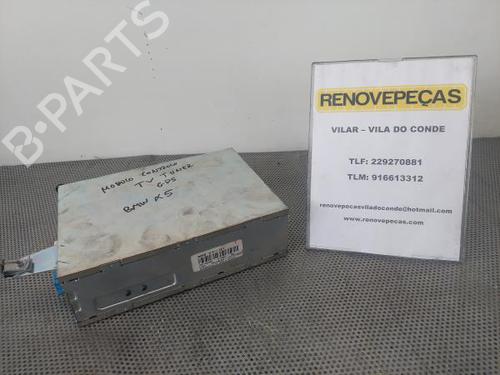 B-PARTS
MODULO CONTROLO
TV TUNER
GPS
BMW X5
RENOVEPEÇAS
VILAR – VILA DO CONDE
TLF: 229270881
TLM: 916613312
renovepecasviladoconde@hotmail.com
www.renovepecas.com